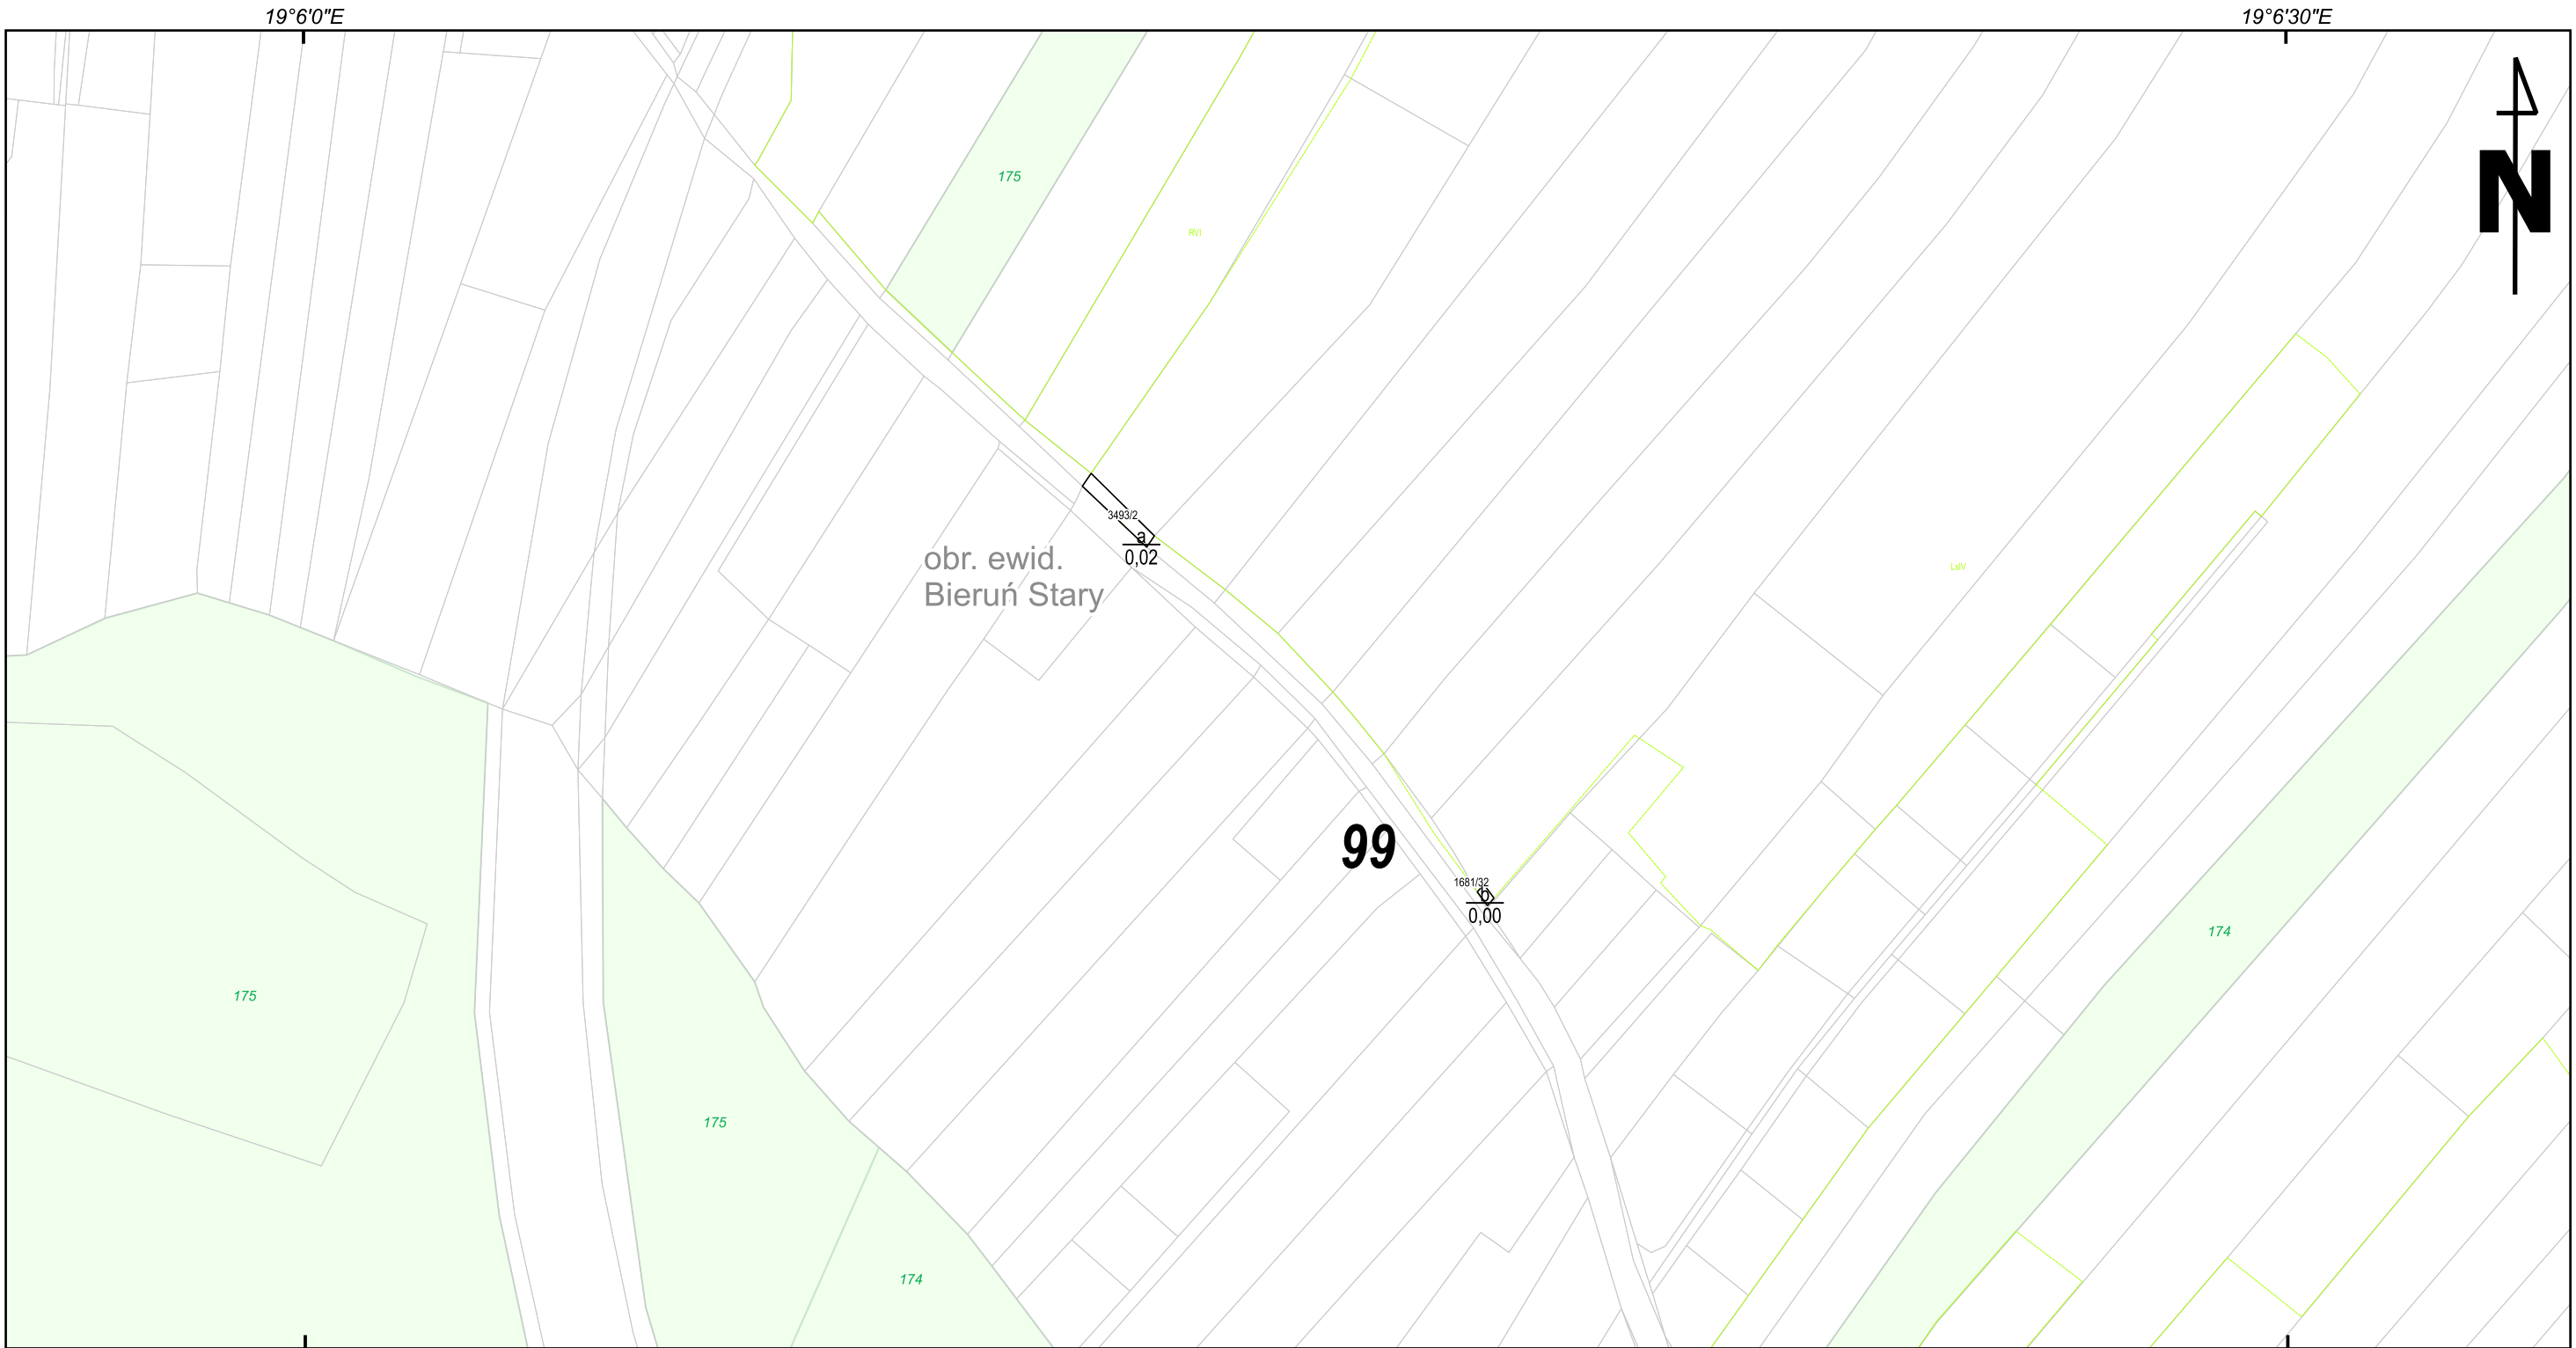 19°6'0"E
19°6'30"E
N
175
RVI
3493/2
a
0,02
obr. ewid.
Bieruń Stary
LsIV
99
1681/32
b
0,00
174
175
175
174